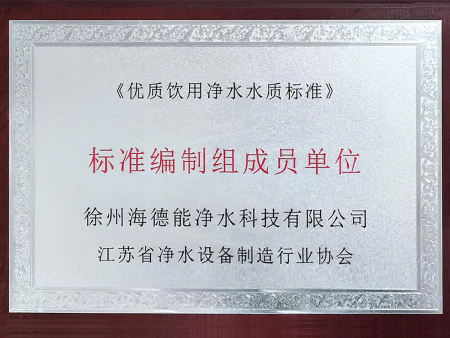 《优质饮用净水水质标准》
标准编制组成员单位
徐州海德能净水科技有限公司
江苏省净水设备制造行业协会